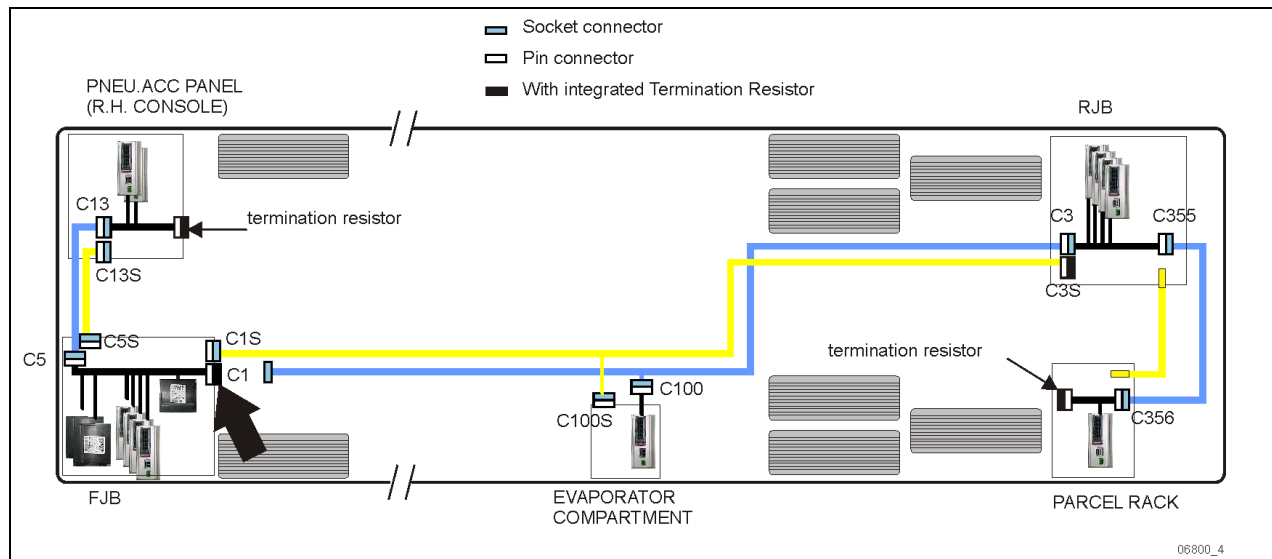 Socket connector
Pin connector
With integrated Termination Resistor
PNEU.ACC PANEL
(R.H. CONSOLE)
RJB
C13
termination resistor
C13S
C3
C355
C3S
C5
C5S
C1S
C1
C100
C100S
termination resistor
C356
FJB
EVAPORATOR
COMPARTMENT
PARCEL RACK
06800_4